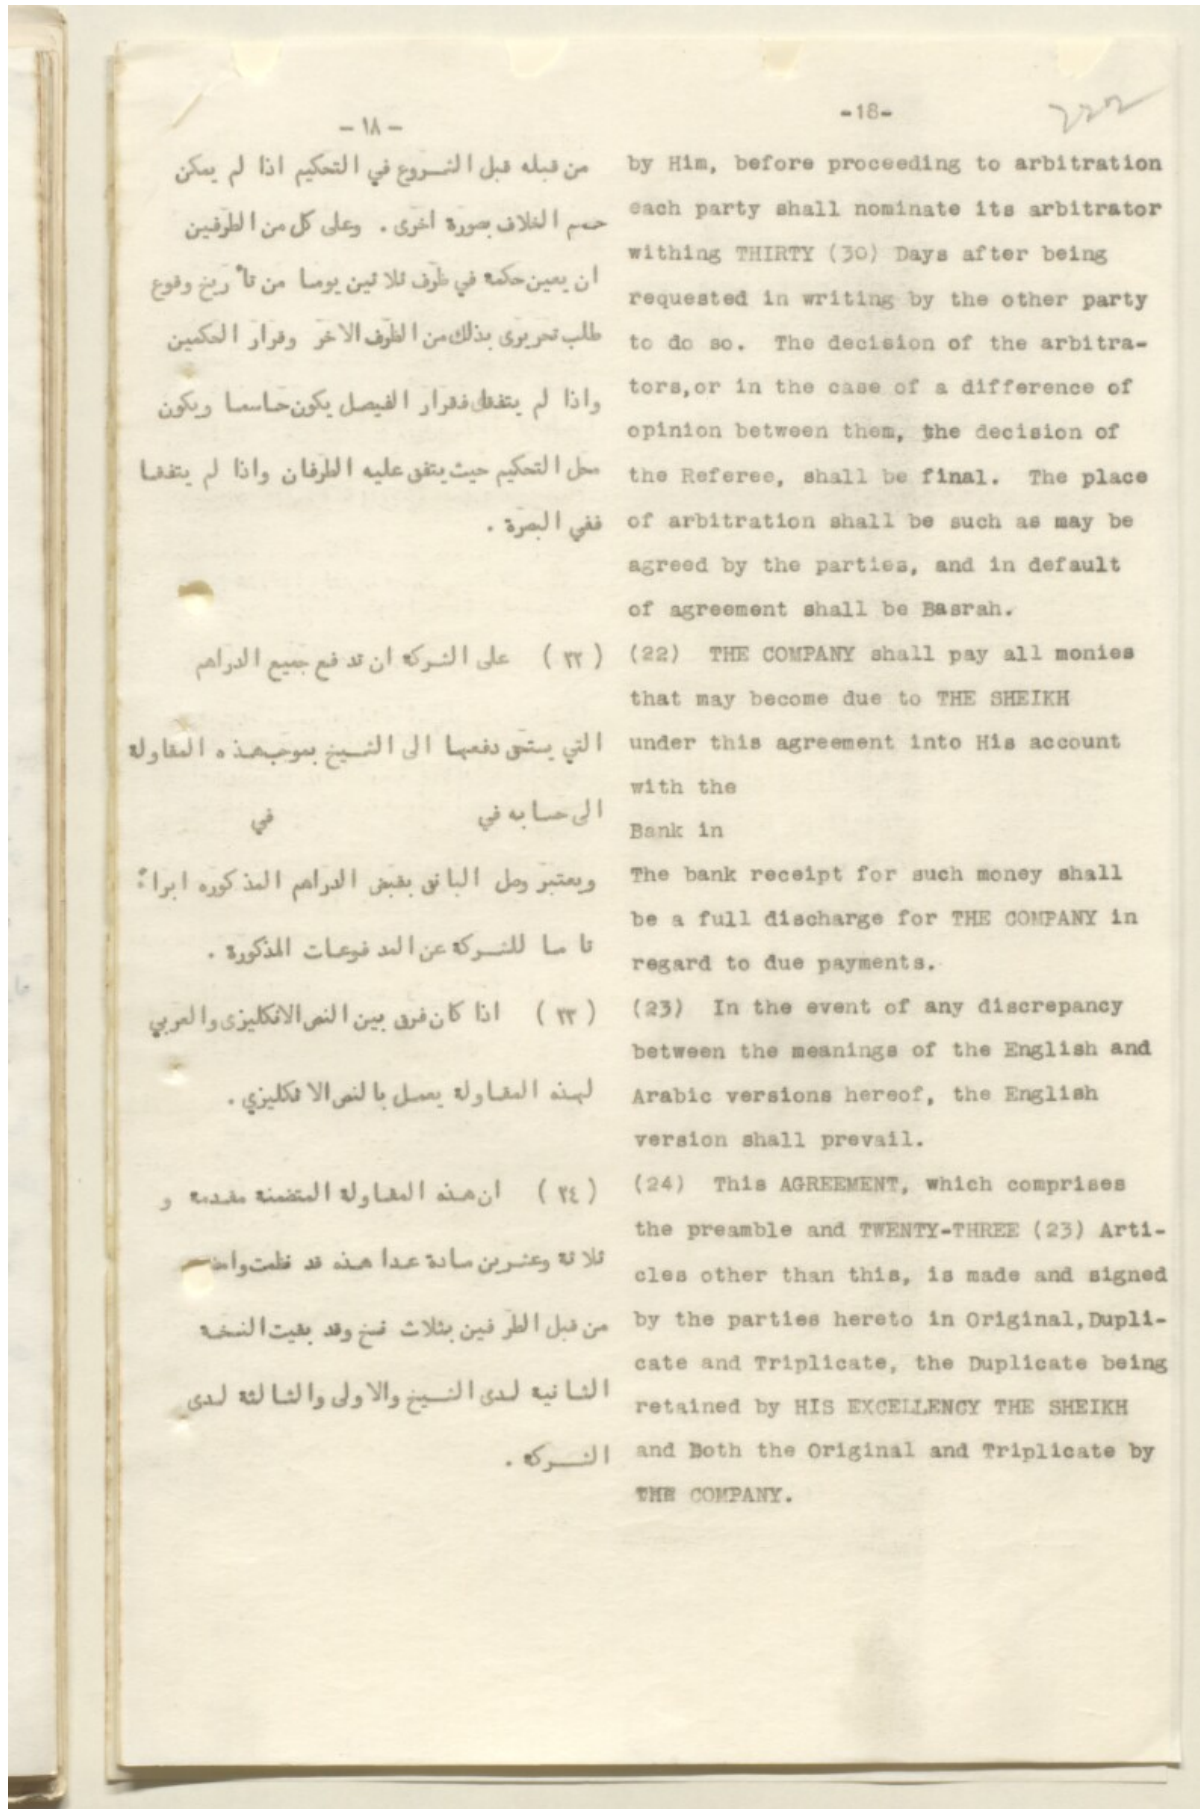 -18-
222
by Him, before proceeding to arbitration
each party shall nominate its arbitrator
withing THIRTY (30) Days after being
requested in writing by the other party
to do so. The decision of the arbitra-
tors,or in the case of a difference of
opinion between them, the decision of
the Referee, shall be final. The place
of arbitration shall be such as may be
agreed by the parties, and in default
of agreement shall be Basrah.
(22) THE COMPANY shall pay all monies
that may become due to THE SHEIKH
under this agreement into His account
with the
Bank in
The bank receipt for such money shall
be a full discharge for THE COMPANY in
regard to due payments.
(23) In the event of any discrepancy
between the meanings of the English and
Arabic versions hereof, the English
version shall prevail.
(24) This AGREEMENT, which comprises
the preamble and TWENTY-THREE (23) Arti-
cles other than this, is made and signed
by the parties hereto in Original,Dupli-
cate and Triplicate, the Duplicate being
retained by HIS EXCELLENCY THE SHEIKH
and Both the Original and Triplicate by
THE COMPANY.
- ١٨ -
من قبله قبل الشروع في التحكيم اذا لم يمكن
حسم الخلاف بصورة اخرى . وعلى كل من الطرفين
ان يعين حكمه في ظرف ثلاثين يوما من تأريخ وقوع
طلب تحريرى بذلك من الطرف الاخر وقرار الحكمين
واذا لم يتفقا فقرار الفيصل يكون حاسما ويكون
محل التحكيم حيث يتفق عليه الطرفان واذا لم يتفقا
ففي البصرة .
( ٢٢ ) على الشركة ان تدفع جميع الدراهم
التي يستحق دفعها الى الشيخ بموجب هذه المقاولة
الى حسابه في في
ويعتبر وصل البانق بقبض الدراهم المذكوره ابراءً
تاما للشركة عن المدفوعات المذكورة .
( ٢٣ ) اذا كان فرق بين النص الانكليزى والعربي
لهذه المقاولة يعمل بالنص الانكليزي .
( ٢٤ ) ان هذه المقاولة المتضمنة مقدمة و
ثلاثة وعشرين مادة عدا هذه قد نظمت
من قبل الطرفين بثلاث نسخ وقد بقيت النسخة
الثانية لدى الشيخ والاولى والثالثة لدى
الشركة .